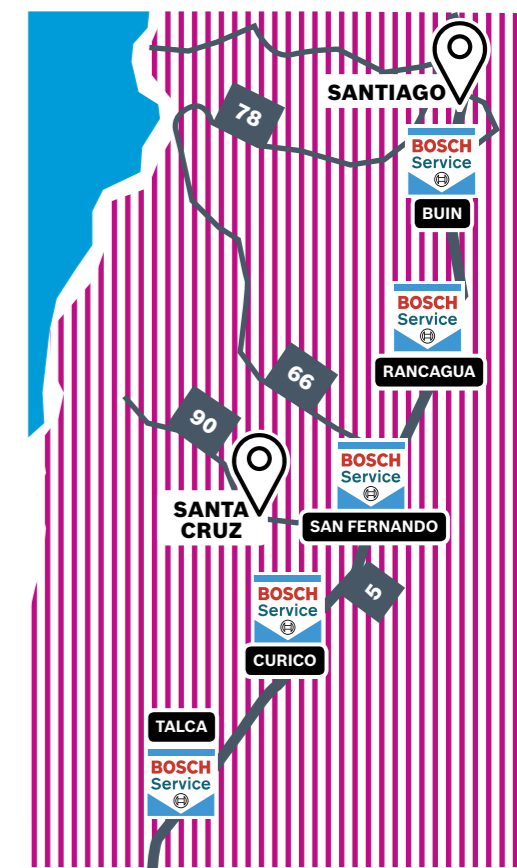 SANTIAGO
78
BOSCH
Service
BUIN
BOSCH
Service
RANCAGUA
66
90
BOSCH
Service
SANTA
CRUZ
SAN FERNANDO
5
BOSCH
Service
CURICO
TALCA
BOSCH
Service